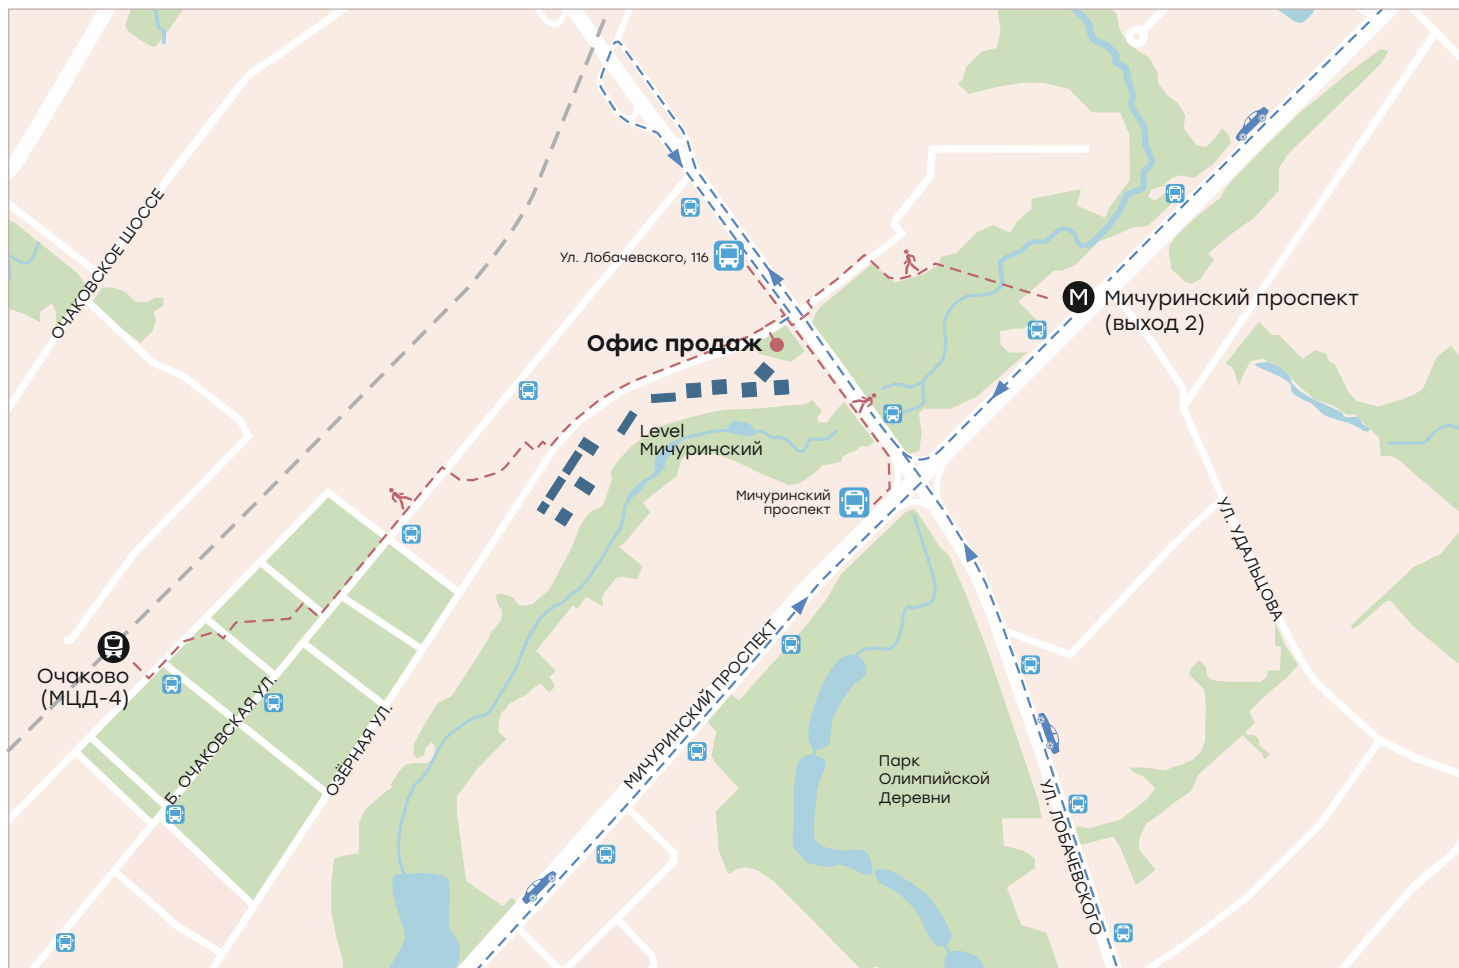 ОЧАКОВСКОЕ ШОССЕ
Ул. Лобачевского, 116
М
Мичуринский проспект
(выход 2)
Офис продаж
Level
Мичуринский
Мичуринский
проспект
УЛ. УДАЛЬЦОВА
Очаково
(МЦД-4)
Б. ОЧАКОВСКАЯ УЛ.
ОЗЁРНАЯ УЛ.
МИЧУРИНСКИЙ ПРОСПЕКТ
Парк
Олимпийской
Деревни
УЛ. ЛОБАЧЕВСКОГО